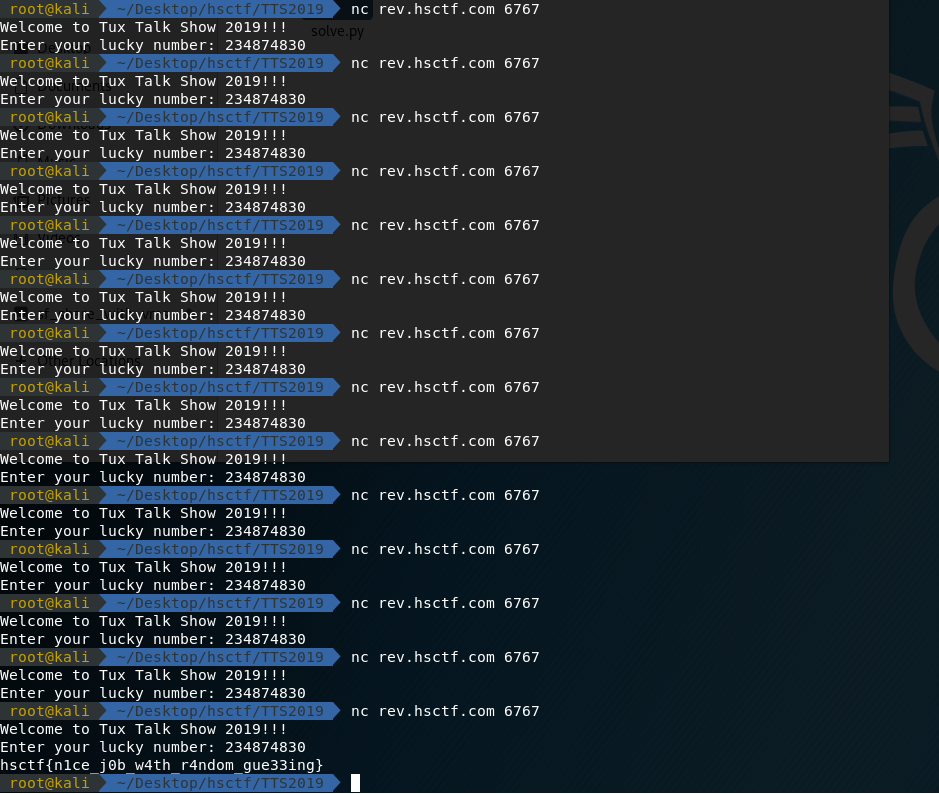 root@kali ~/Desktop/hsctf/TTS2019 nc rev.hsctf.com 6767
Welcome to Tux Talk Show 2019!!!
solve.py
Enter your lucky number: 234874830
root@kali ~/Desktop/hsctf/TTS2019 nc rev.hsctf.com 6767
Welcome to Tux Talk Show 2019!!!
Enter your lucky number: 234874830
root@kali ~/Desktop/hsctf/TTS2019 nc rev.hsctf.com 6767
Welcome to Tux Talk Show 2019!!!
Enter your lucky number: 234874830
root@kali ~/Desktop/hsctf/TTS2019 nc rev.hsctf.com 6767
Welcome to Tux Talk Show 2019!!!
Pictures
Enter your lucky number: 234874830
root@kali ~/Desktop/hsctf/TTS2019 nc rev.hsctf.com 6767
Welcome to Tux Talk Show 2019!!!
Enter your lucky number: 234874830
root@kali ~/Desktop/hsctf/TTS2019 nc rev.hsctf.com 6767
Welcome to Tux Talk Show 2019!!!
Enter your lucky number: 234874830
root@kali ~/Desktop/hsctf/TTS2019 nc rev.hsctf.com 6767
Welcome to Tux Talk Show 2019!!!
Other Locations
Enter your lucky number: 234874830
root@kali ~/Desktop/hsctf/TTS2019 nc rev.hsctf.com 6767
Welcome to Tux Talk Show 2019!!!
Enter your lucky number: 234874830
root@kali ~/Desktop/hsctf/TTS2019 nc rev.hsctf.com 6767
Welcome to Tux Talk Show 2019!!!
Enter your lucky number: 234874830
root@kali ~/Desktop/hsctf/TTS2019 nc rev.hsctf.com 6767
Welcome to Tux Talk Show 2019!!!
Enter your lucky number: 234874830
root@kali ~/Desktop/hsctf/TTS2019 nc rev.hsctf.com 6767
Welcome to Tux Talk Show 2019!!!
Enter your lucky number: 234874830
root@kali ~/Desktop/hsctf/TTS2019 nc rev.hsctf.com 6767
Welcome to Tux Talk Show 2019!!!
Enter your lucky number: 234874830
root@kali ~/Desktop/hsctf/TTS2019 nc rev.hsctf.com 6767
Welcome to Tux Talk Show 2019!!!
Enter your lucky number: 234874830
root@kali ~/Desktop/hsctf/TTS2019 nc rev.hsctf.com 6767
Welcome to Tux Talk Show 2019!!!
Enter your lucky number: 234874830
hsctf{n1ce_j0b_w4th_r4ndom_gue33ing}
root@kali ~/Desktop/hsctf/TTS2019